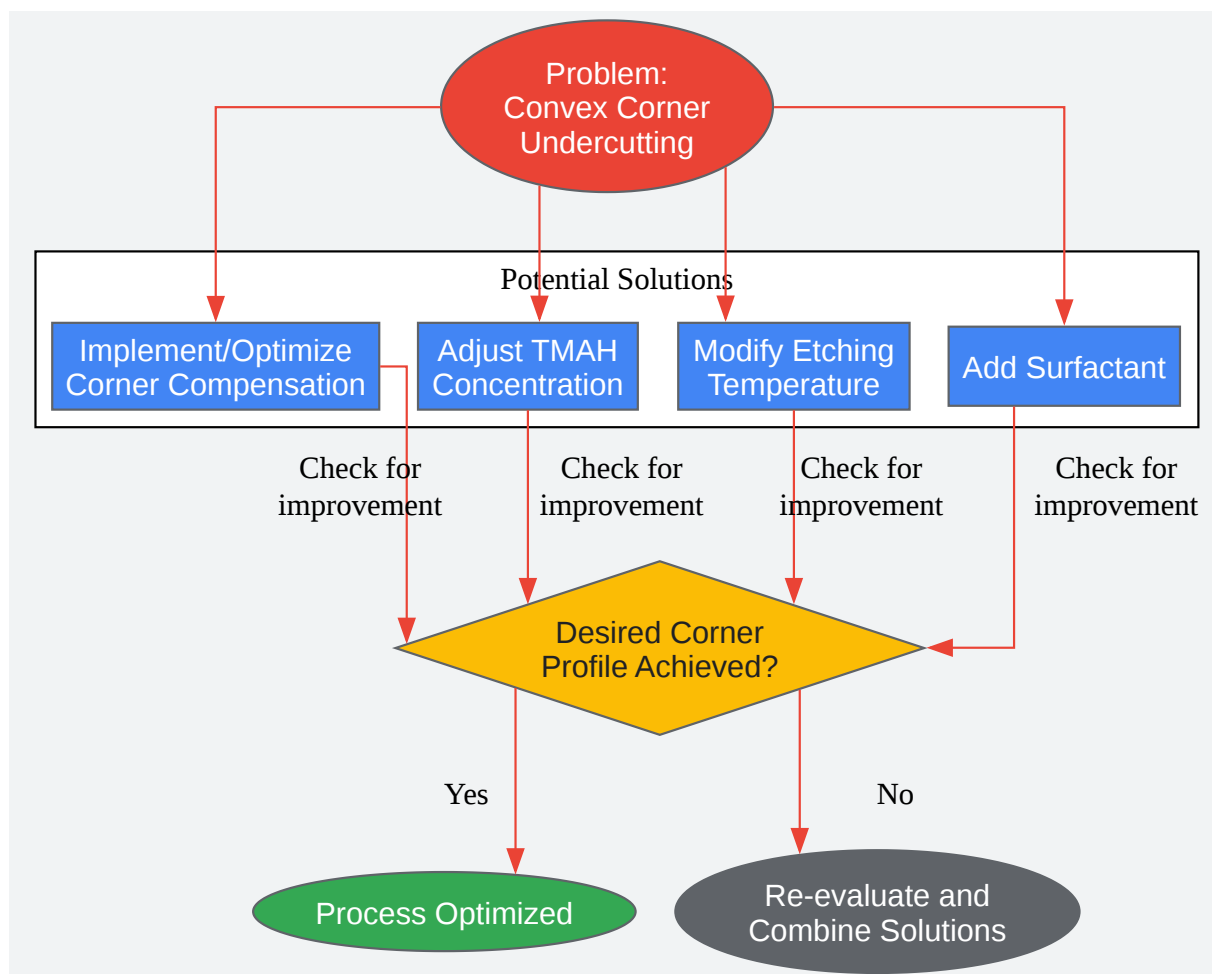 Problem:
Convex Corner
Undercutting
Potential Solutions
Implement/Optimize
Corner Compensation
Adjust TMAH
Concentration
Modify Etching
Temperature
Add Surfactant
Check for
improvement
Check for
improvement
Check for
improvement
Check for
improvement
Desired Corner
Profile Achieved?
Yes
No
Process Optimized
Re-evaluate and
Combine Solutions